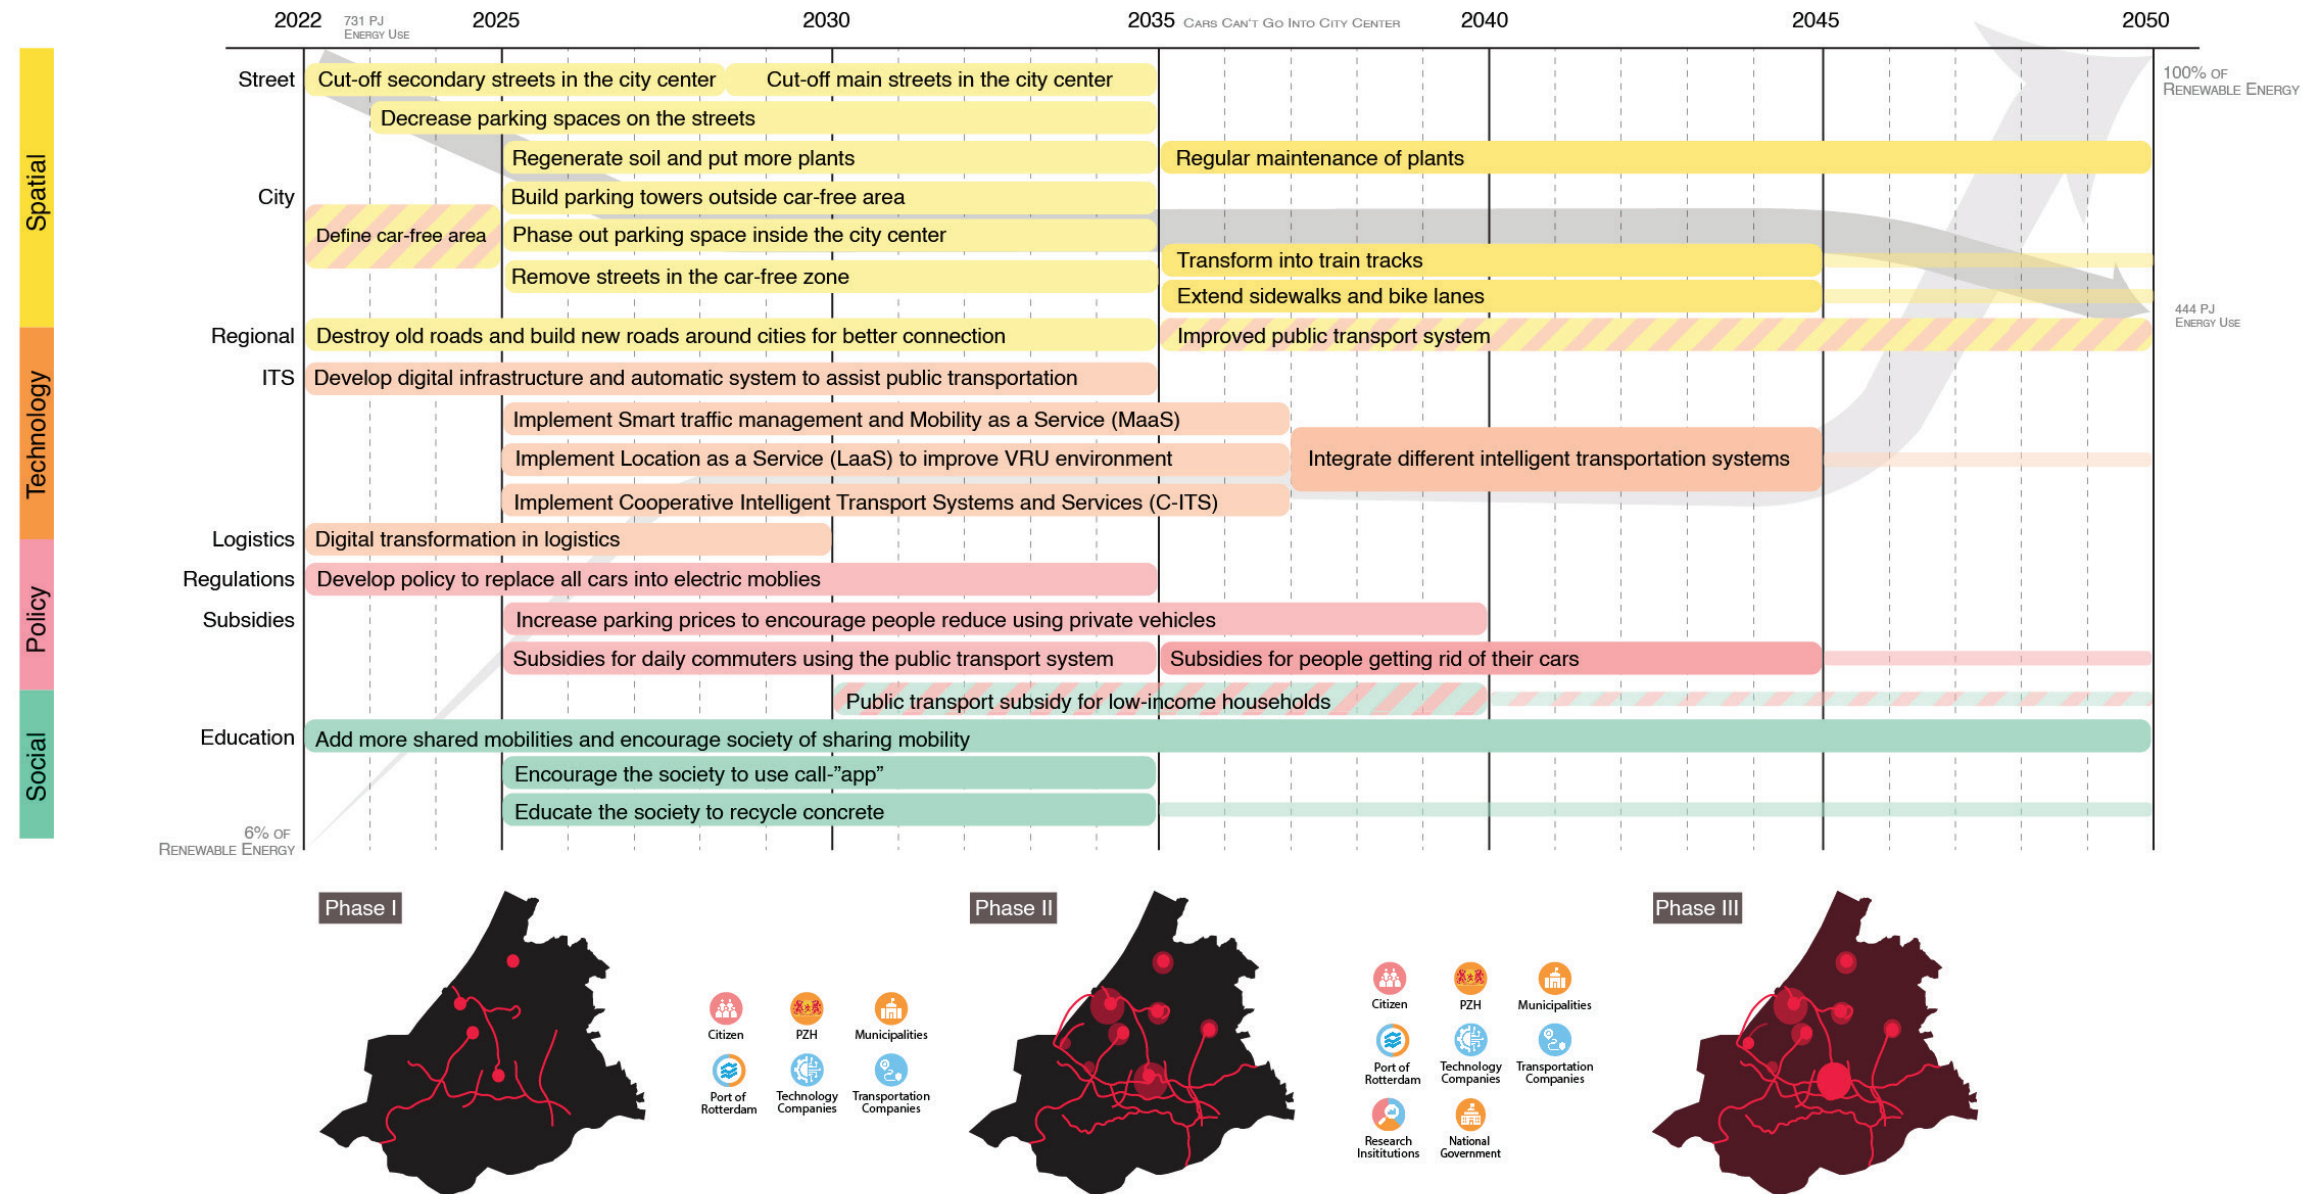 2022
731 PJ
Energy Use
2025
2030
2035
Cars Can't Go Into City Center
2040
2045
2050
100% of
Renewable Energy
Spatial
Street
Cut-off secondary streets in the city center
Cut-off main streets in the city center
Decrease parking spaces on the streets
Regenerate soil and put more plants
Regular maintenance of plants
City
Build parking towers outside car-free area
Define car-free area
Phase out parking space inside the city center
Transform into train tracks
Remove streets in the car-free zone
Extend sidewalks and bike lanes
444 PJ
Energy Use
Regional
Destroy old roads and build new roads around cities for better connection
Improved public transport system
Technology
ITS
Develop digital infrastructure and automatic system to assist public transportation
Implement Smart traffic management and Mobility as a Service (MaaS)
Implement Location as a Service (LaaS) to improve VRU environment
Integrate different intelligent transportation systems
Implement Cooperative Intelligent Transport Systems and Services (C-ITS)
Logistics
Digital transformation in logistics
Policy
Regulations
Develop policy to replace all cars into electric moblies
Subsidies
Increase parking prices to encourage people reduce using private vehicles
Subsidies for daily commuters using the public transport system
Subsidies for people getting rid of their cars
Public transport subsidy for low-income households
Social
Education
Add more shared mobilities and encourage society of sharing mobility
Encourage the society to use call-”app”
Educate the society to recycle concrete
6% of
Renewable Energy
Phase I
Citizen
PZH
Municipalities
Port of
Rotterdam
Technology
Companies
Transportation
Companies
Phase II
Citizen
PZH
Municipalities
Port of
Rotterdam
Technology
Companies
Transportation
Companies
Research
Insititutions
National
Government
Phase III